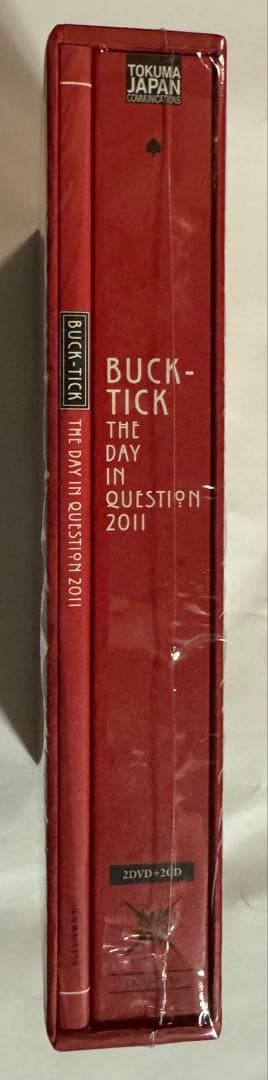 TOKUMA
JAPAN
COMMUNICATIONS
BUCK-TICK THE DAY IN QUESTION 2011
BUCK-
TICK
THE
DAY
IN
QUESTION
2011
2DVD+2CD